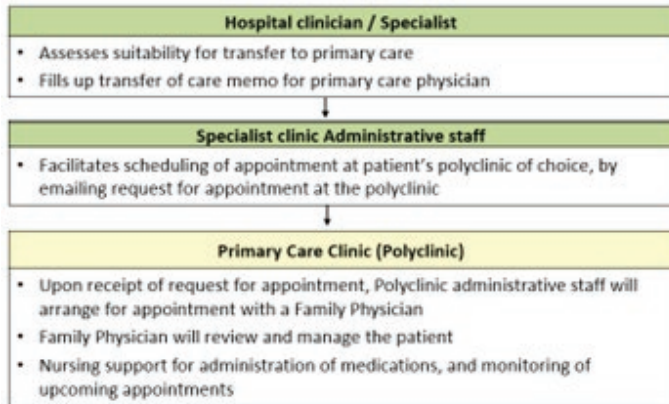 Hospital clinician / Specialist
• Assesses suitability for transfer to primary care
• Fills up transfer of care memo for primary care physician
Specialist clinic Administrative staff
• Facilitates scheduling of appointment at patient's polyclinic of choice, by
emailing request for appointment at the polyclinic
Primary Care Clinic (Polyclinic)
• Upon receipt of request for appointment, Polyclinic administrative staff will
arrange for appointment with a Family Physician
• Family Physician will review and manage the patient
• Nursing support for administration of medications, and monitoring of
upcoming appointments